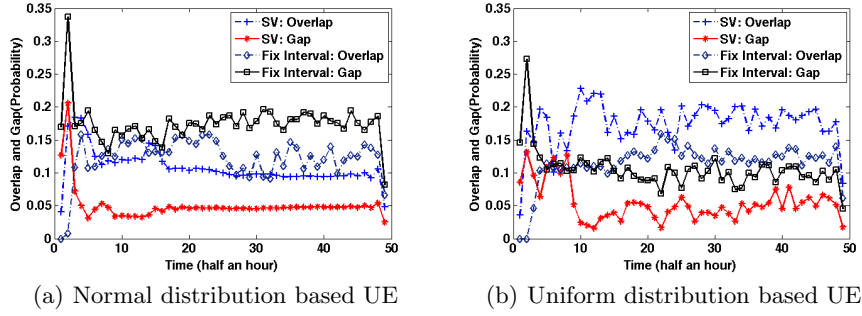 0.35
0.3
0.25
0.2
0.15
0.1
0.05
0
Overlap and Gap(Probability)
SV: Overlap
SV: Gap
Fix Interval: Overlap
Fix Interval: Gap
0 10 20 30 40 50
Time (half an hour)
(a) Normal distribution based UE
0.35
0.3
0.25
0.2
0.15
0.1
0.05
0
Overlap and Gap(Probability)
SV: Overlap
SV: Gap
Fix Interval: Overlap
Fix Interval: Gap
0 10 20 30 40 50
Time (half an hour)
(b) Uniform distribution based UE